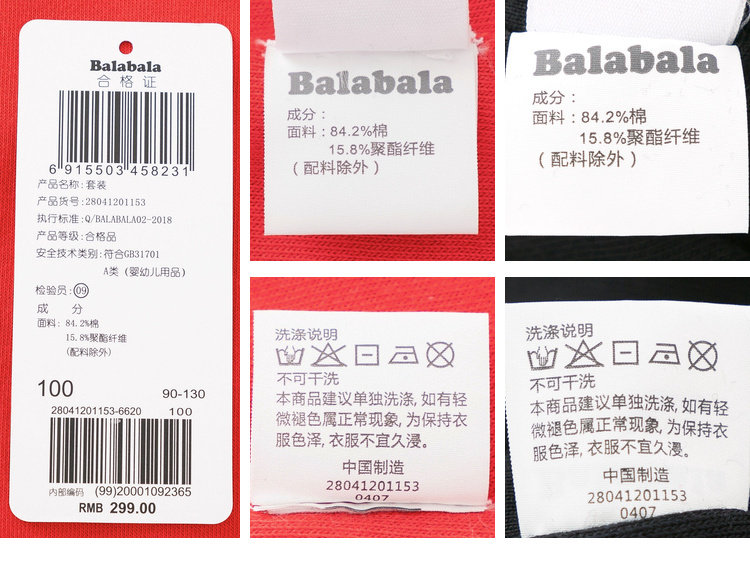 Balabala
合格证
6 915503 458231
产品名称:套装
产品货号:28041201153
执行标准:Q/BALABALA02-2018
产品等级:合格品
安全技术类别:符合GB31701
A类（婴幼儿用品）
检验员:09
成 分
面料:84.2%棉
15.8%聚酯纤维
(配料除外)
100 90-130
28041201153-6620 100
内部编码 (99)20001092365
RMB 299.00
Balabala
成分：
面料：84.2%棉
15.8%聚酯纤维
（配料除外）
Balabala
成分：
面料：84.2%棉
15.8%聚酯纤维
（配料除外）
洗涤说明
不可干洗
本商品建议单独洗涤,如有轻
微褪色属正常现象,为保持衣
服色泽,衣服不宜久浸。
中国制造
28041201153
0407
洗涤说明
不可干洗
本商品建议单独洗涤,如有轻
微褪色属正常现象,为保持衣
服色泽,衣服不宜久浸。
中国制造
28041201153
0407